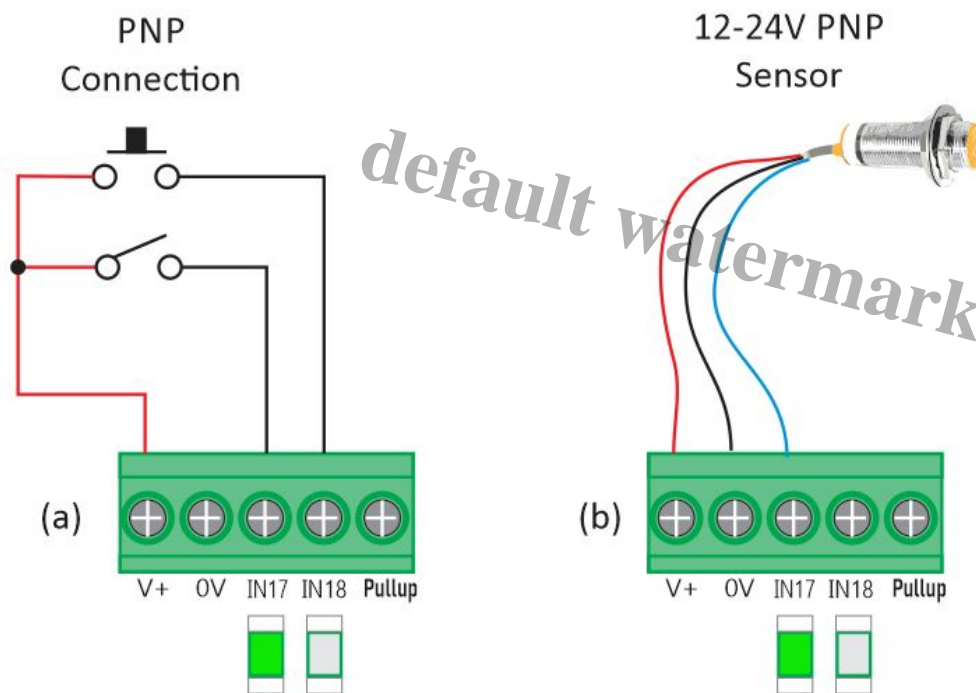 PNP
Connection
12-24V PNP
Sensor
default watermark
(a)
V+ 0V IN17 IN18 Pullup
(b)
V+ 0V IN17 IN18 Pullup